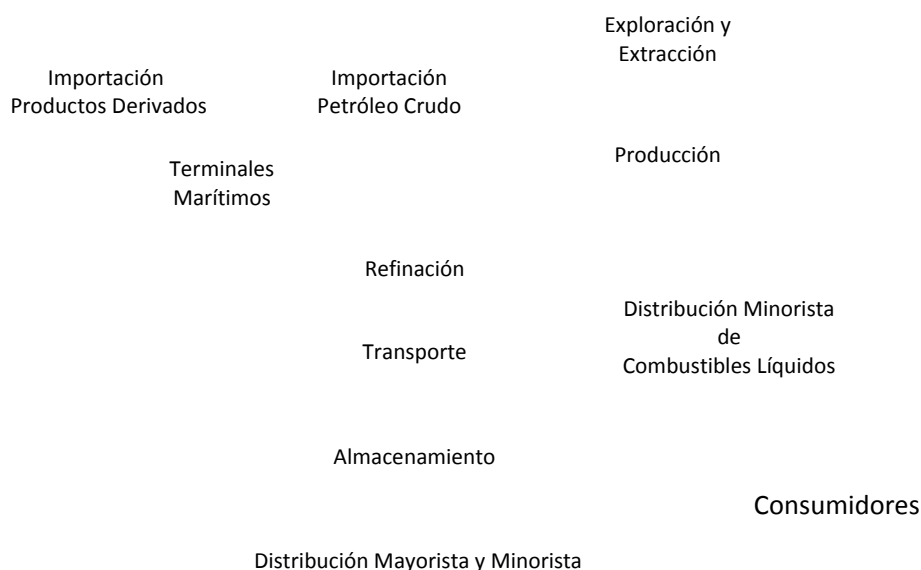 Exploración y
Extracción
Importación
Productos Derivados
Importación
Petróleo Crudo
Producción
Terminales
Marítimos
Refinación
Distribución Minorista
de
Combustibles Líquidos
Transporte
Almacenamiento
Consumidores
Distribución Mayorista y Minorista